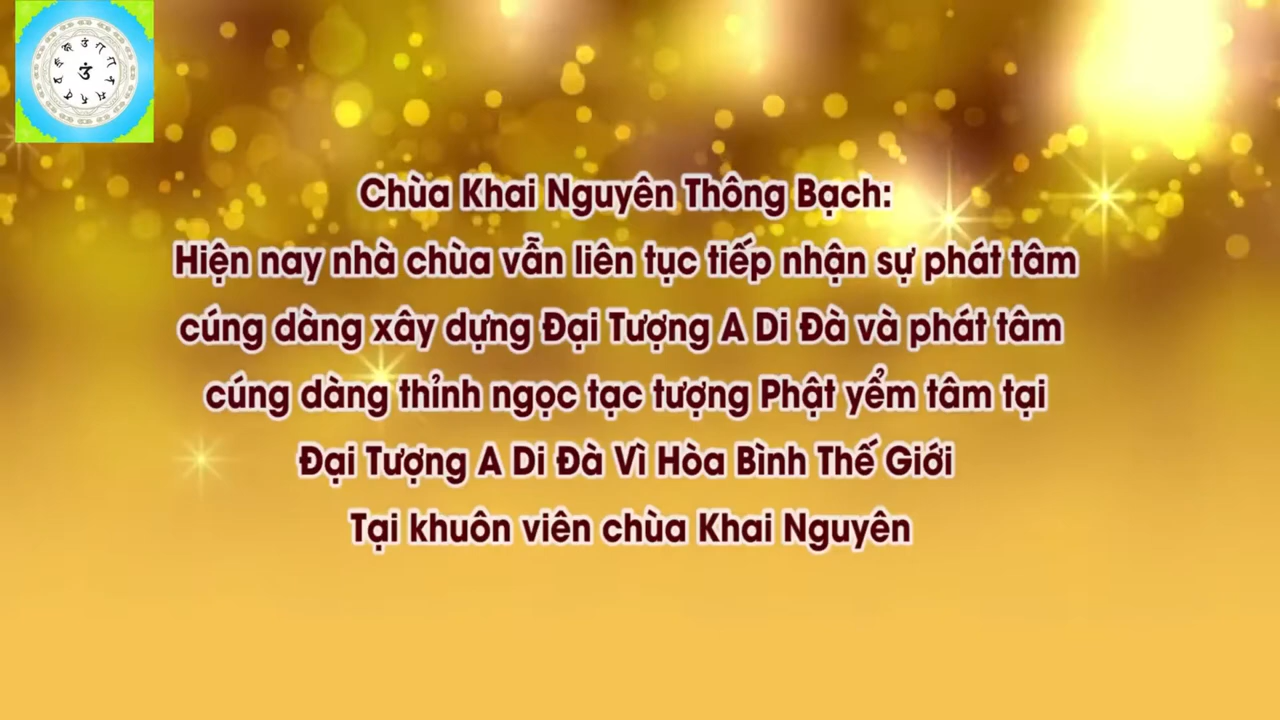 Chùa Khai Nguyên Thông Bạch:
Hiện nay nhà chùa vẫn liên tục tiếp nhận sự phát tâm
cúng dàng xây dựng Đại Tượng A Di Đà và phát tâm
cúng dàng thỉnh ngọc tạc tượng Phật yểm tâm tại
Đại Tượng A Di Đà Vì Hòa Bình Thế Giới
Tại khuôn viên chùa Khai Nguyên